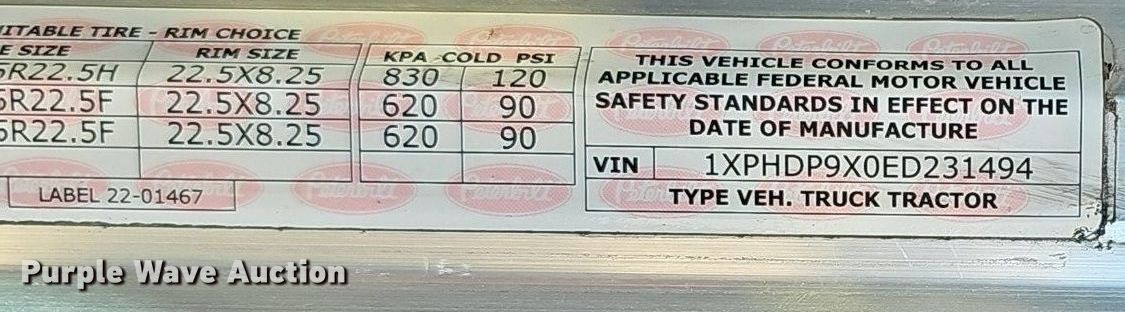 ITABLE TIRE - RIM CHOICE
E SIZE RIM SIZE KPA -COLD PSI
5R22.5H 22.5X8.25 830 120
5R22.5F 22.5X8.25 620 90
5R22.5F 22.5X8.25 620 90
LABEL 22-01467
THIS VEHICLE CONFORMS TO ALL
APPLICABLE FEDERAL MOTOR VEHICLE
SAFETY STANDARDS IN EFFECT ON THE
DATE OF MANUFACTURE
VIN 1XPHDP9X0ED231494
TYPE VEH. TRUCK TRACTOR
Purple Wave Auction